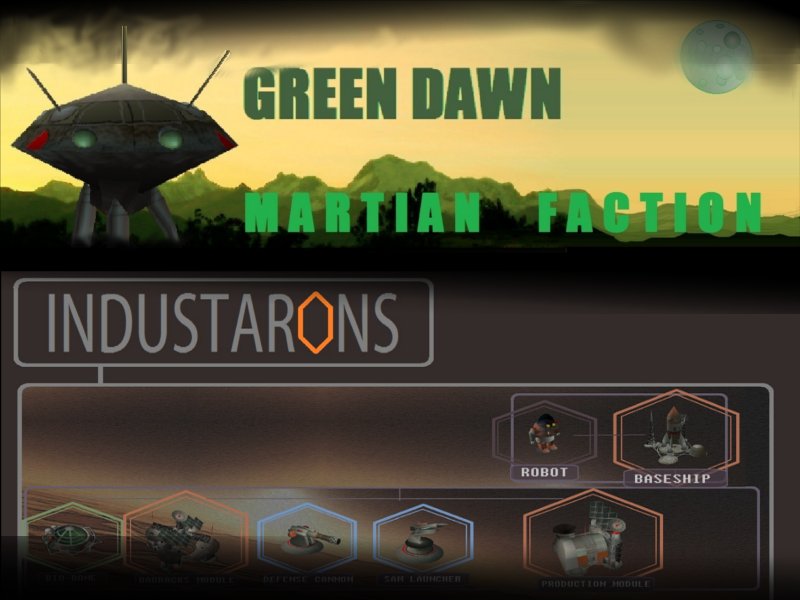 GREEN DAWN
MARTIAN FACTION
INDUSTARONS
ROBOT
BASESHIP
BIO DOME
BARRACKS MODULE
DEFENSE CANNON
SAM LAUNCHER
PRODUCTION MODULE